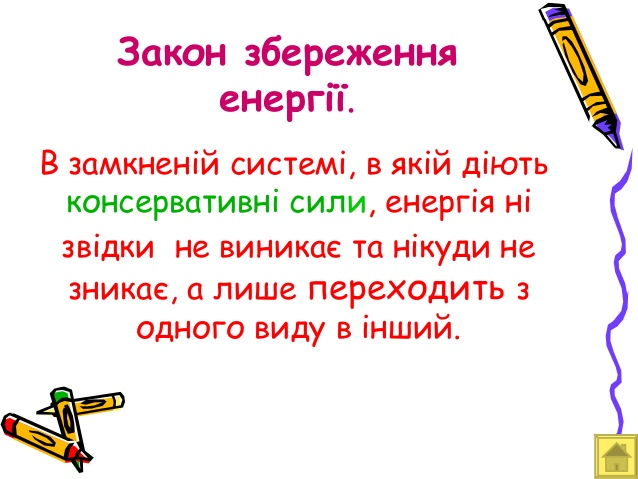 Закон збереження
енергії.
В замкненій системі, в якій діють
консервативні сили, енергія ні
звідки не виникає та нікуди не
зникає, а лише переходить з
одного виду в інший.